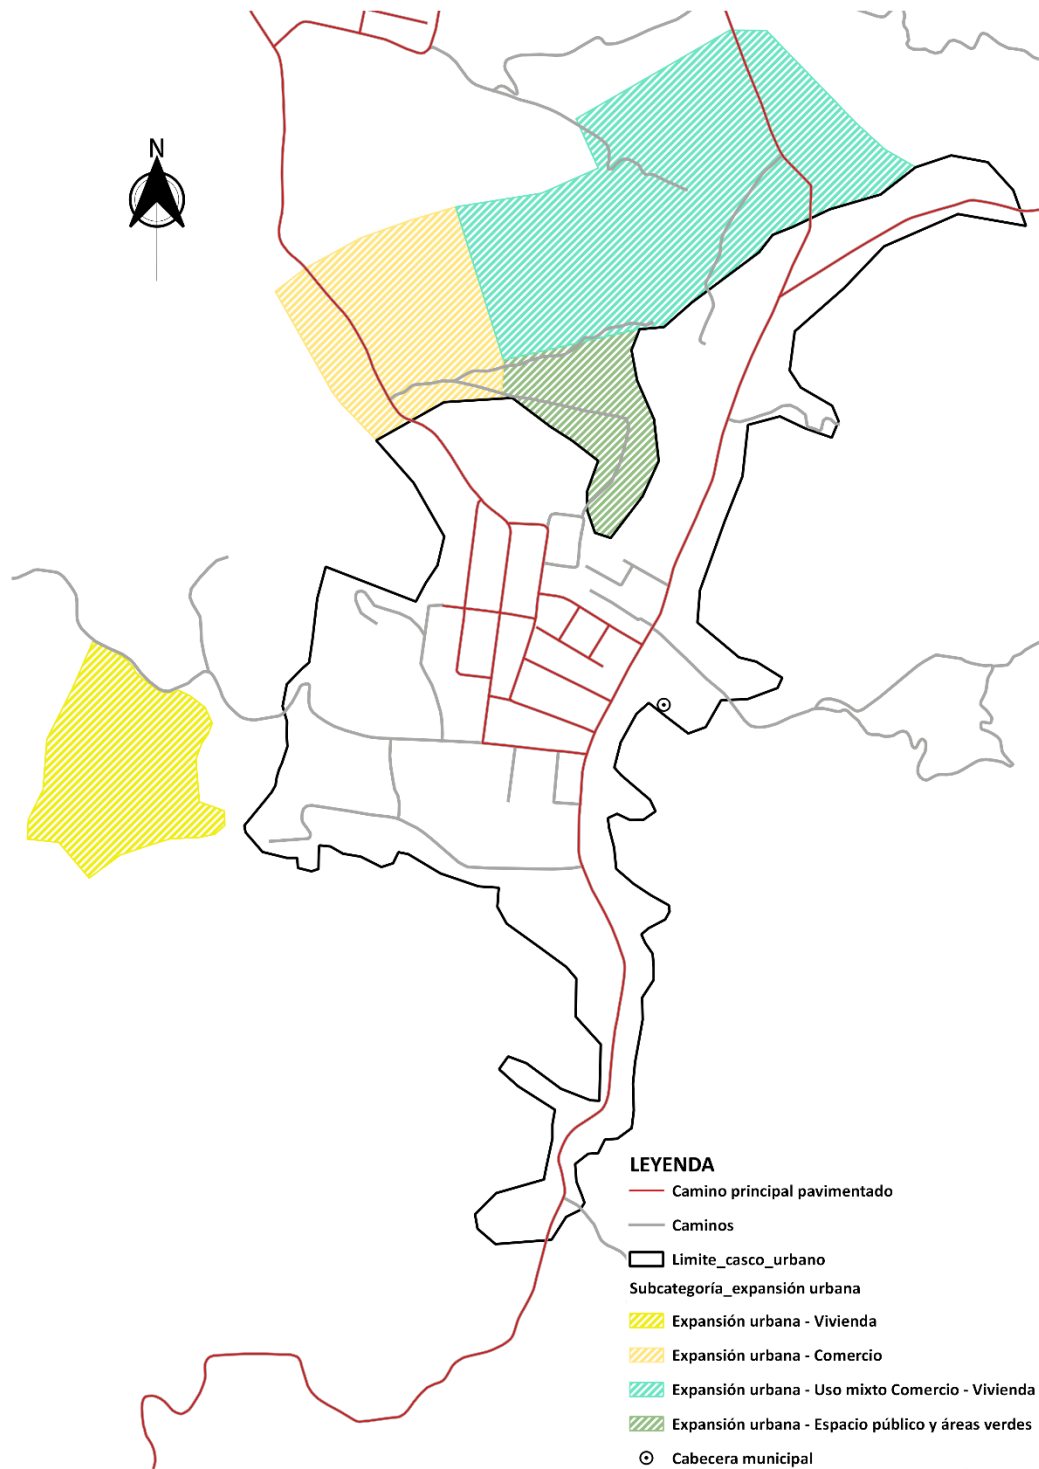 N
LEYENDA
Camino principal pavimentado
Caminos
Limite_casco_urbano
Subcategoría_expansión urbana
Expansión urbana - Vivienda
Expansión urbana - Comercio
Expansión urbana - Uso mixto Comercio - Vivienda
Expansión urbana - Espacio público y áreas verdes
Cabecera municipal